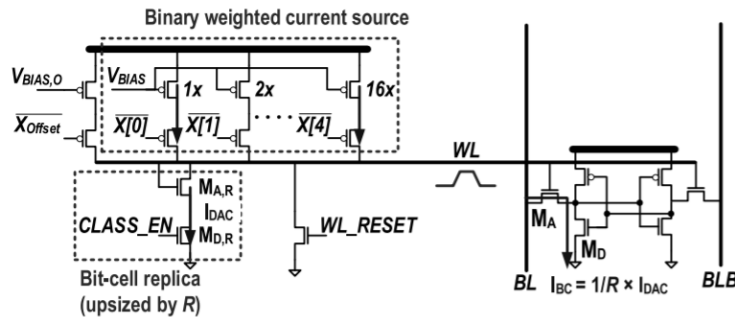 Binary weighted current source
V_BIAS,O
V_BIAS
1x
2x
16x
X_Offset
X[0]
X[1]
. . . .
X[4]
WL
M_A,R
I_DAC
M_D,R
CLASS_EN
WL_RESET
M_A
M_D
Bit-cell replica
(upsized by R)
BL
I_BC = 1/R × I_DAC
BLB